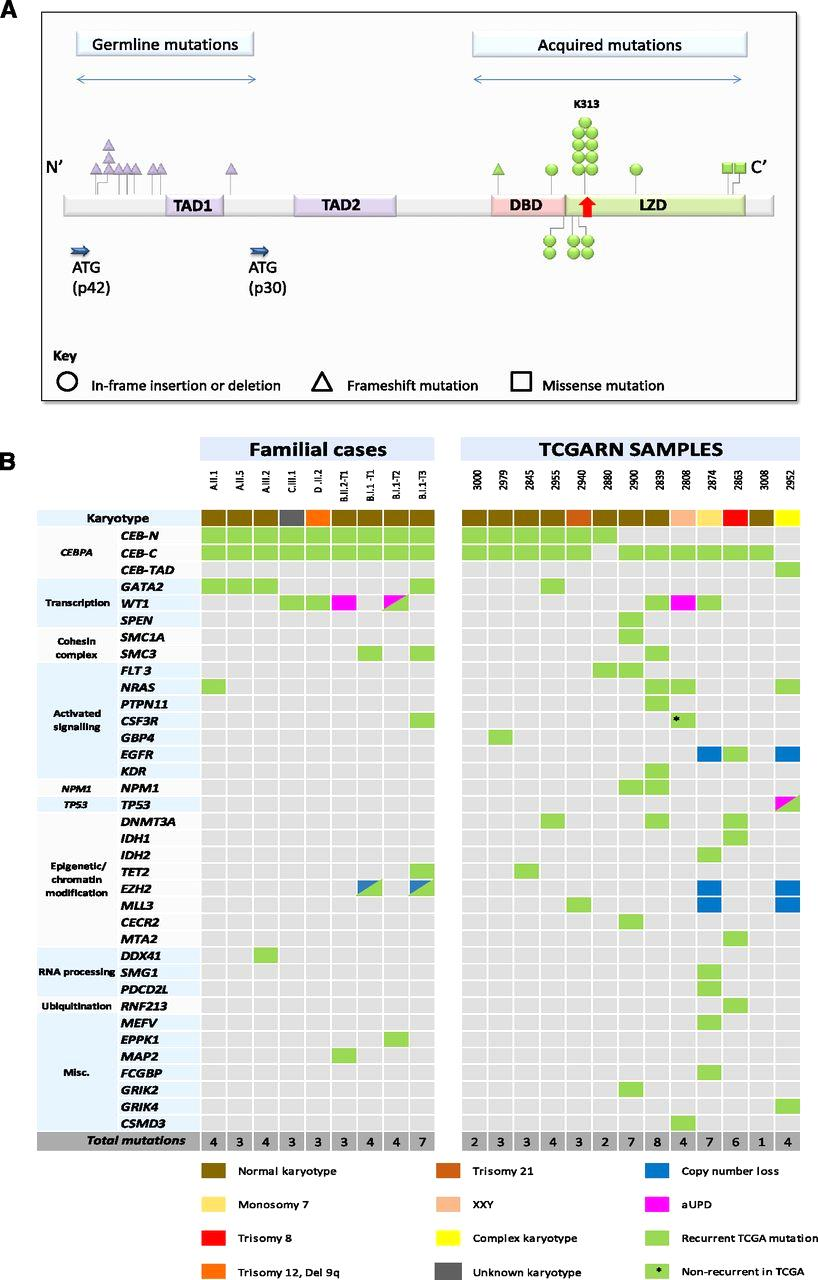 A
Germline mutations
Acquired mutations
K313
N’
C’
TAD1
TAD2
DBD
LZD
ATG
(p42)
ATG
(p30)
Key
In-frame insertion or deletion
Frameshift mutation
Missense mutation
B
Familial cases
TCGARN SAMPLES
A.II.1 A.II.5 A.III.2 C.III.1 D .II.2 B.II.2-T1 B.I.1 -T1 B.I.1-T2 B.I.1-T3
3000 2979 2845 2955 2940 2880 2900 2839 2808 2874 2863 3008 2952
Karyotype
CEBPA
CEB-N
CEB-C
CEB-TAD
Transcription
GATA2
WT1
SPEN
Cohesin
complex
SMC1A
SMC3
Activated
signalling
FLT 3
NRAS
PTPN11
CSF3R *
GBP4
EGFR
KDR
NPM1 NPM1
TP53 TP53
Epigenetic/
chromatin
modification
DNMT3A
IDH1
IDH2
TET2
EZH2
MLL3
CECR2
MTA2
RNA processing
DDX41
SMG1
PDCD2L
Ubiquitination RNF213
Misc.
MEFV
EPPK1
MAP2
FCGBP
GRIK2
GRIK4
CSMD3
Total mutations 4 3 4 3 3 3 4 4 7 2 3 3 4 3 2 7 8 4 7 6 1 4
Normal karyotype
Trisomy 21
Copy number loss
Monosomy 7
XXY
aUPD
Trisomy 8
Complex karyotype
Recurrent TCGA mutation
Trisomy 12, Del 9q
Unknown karyotype
* Non-recurrent in TCGA